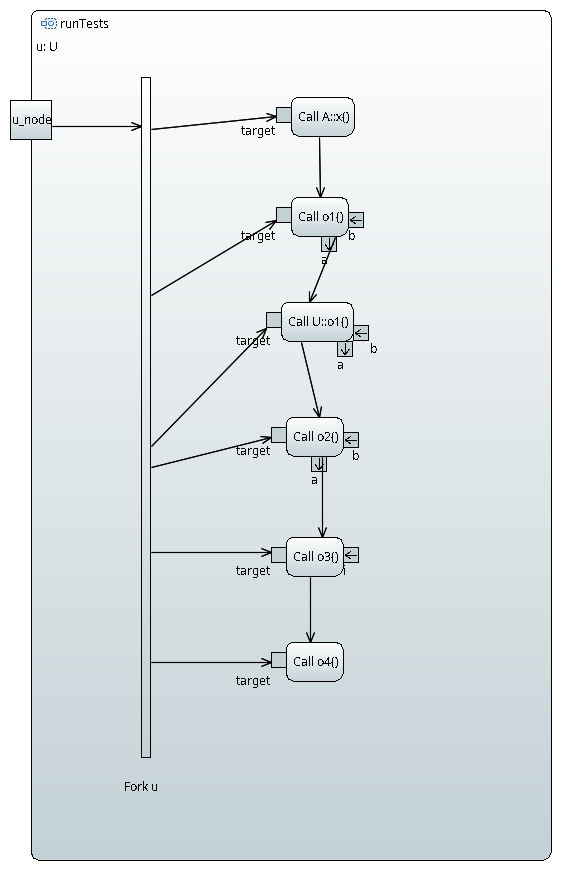 runTests
u: U
u_node
Call A::x()
target
Call o1()
target
b
a
Call U::o1()
target
b
a
Call o2()
target
b
a
Call o3()
target
i
Call o4()
target
Fork u